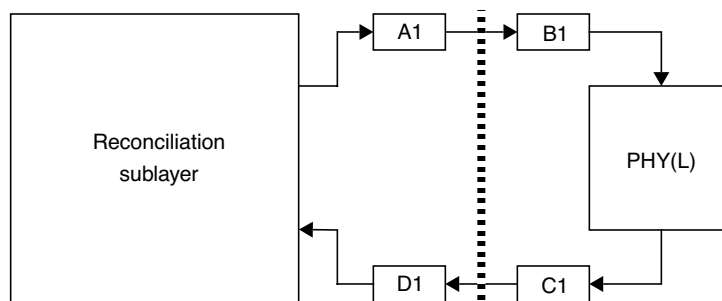 A1
B1
Reconciliation
sublayer
PHY(L)
D1
C1